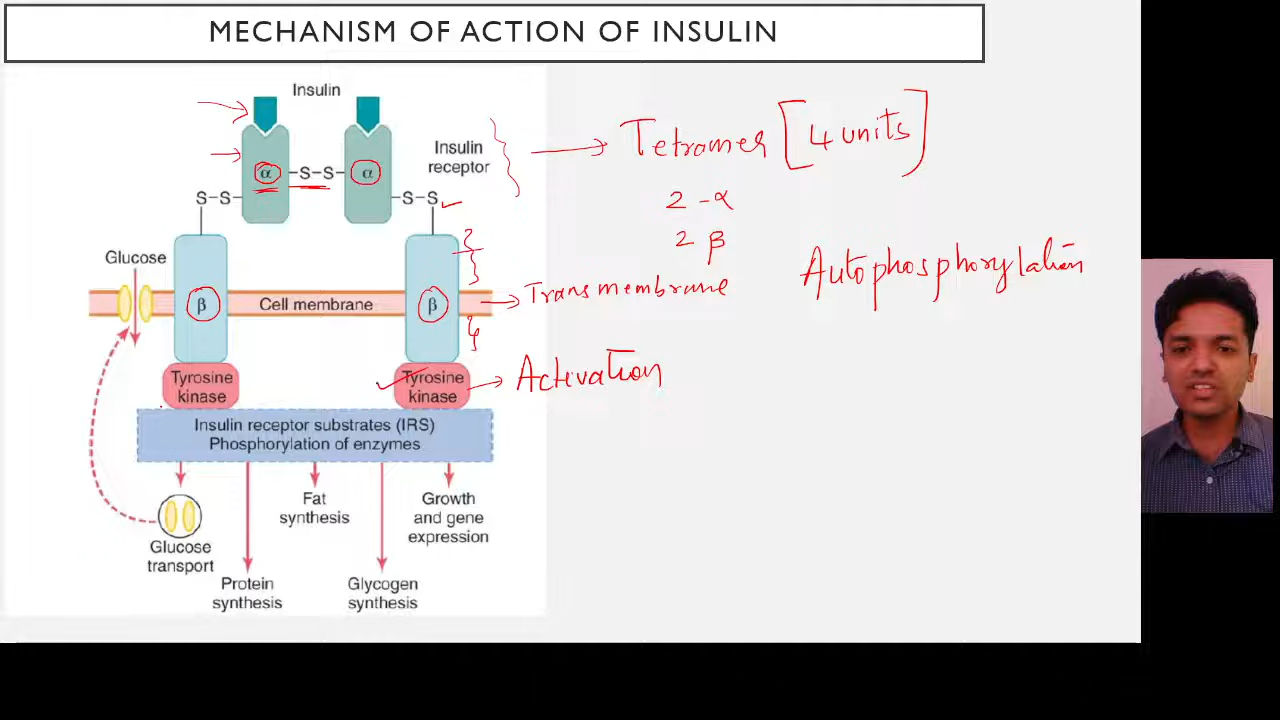 MECHANISM OF ACTION OF INSULIN
Insulin
Insulin
receptor
α
S–S
α
S–S
S–S
Glucose
β
Cell membrane
β
Tyrosine
kinase
Tyrosine
kinase
Insulin receptor substrates (IRS)
Phosphorylation of enzymes
Glucose
transport
Protein
synthesis
Fat
synthesis
Glycogen
synthesis
Growth
and gene
expression
Tetromer [4 units]
2 - α
2 β
Autophosphorylation
Transmembrane
Activation